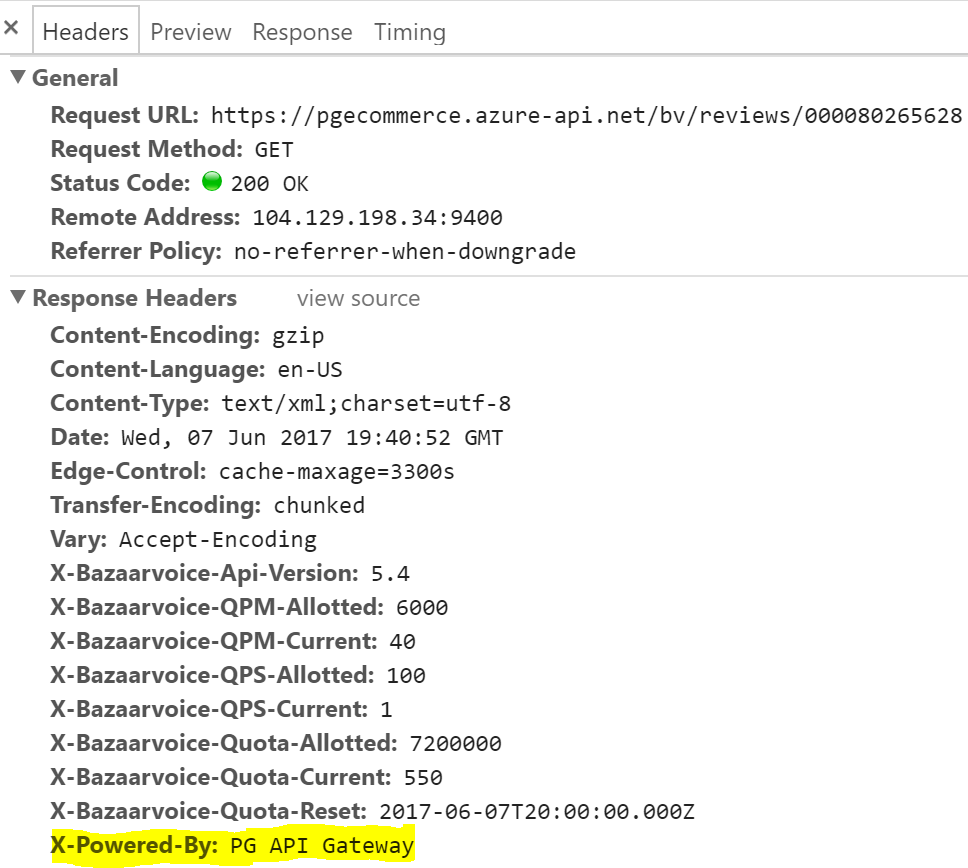 × Headers Preview Response Timing
▼ General
Request URL: https://pgecommerce.azure-api.net/bv/reviews/000080265628
Request Method: GET
Status Code: 200 OK
Remote Address: 104.129.198.34:9400
Referrer Policy: no-referrer-when-downgrade
▼ Response Headers view source
Content-Encoding: gzip
Content-Language: en-US
Content-Type: text/xml;charset=utf-8
Date: Wed, 07 Jun 2017 19:40:52 GMT
Edge-Control: cache-maxage=3300s
Transfer-Encoding: chunked
Vary: Accept-Encoding
X-Bazaarvoice-Api-Version: 5.4
X-Bazaarvoice-QPM-Allotted: 6000
X-Bazaarvoice-QPM-Current: 40
X-Bazaarvoice-QPS-Allotted: 100
X-Bazaarvoice-QPS-Current: 1
X-Bazaarvoice-Quota-Allotted: 7200000
X-Bazaarvoice-Quota-Current: 550
X-Bazaarvoice-Quota-Reset: 2017-06-07T20:00:00.000Z
X-Powered-By: PG API Gateway